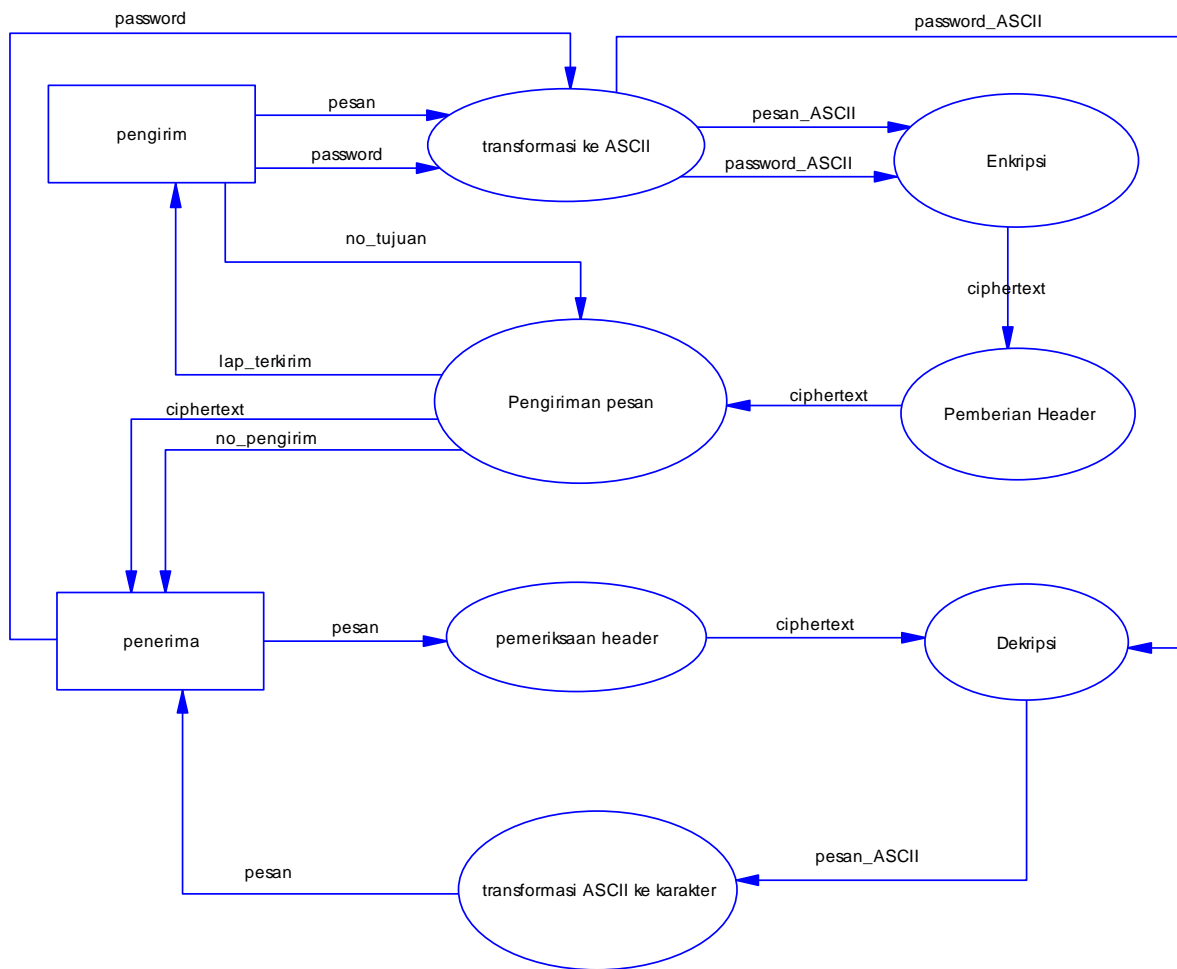 password
password_ASCII
pengirim
pesan
password
transformasi ke ASCII
pesan_ASCII
password_ASCII
Enkripsi
no_tujuan
ciphertext
lap_terkirim
ciphertext
no_pengirim
Pengiriman pesan
ciphertext
Pemberian Header
penerima
pesan
pemeriksaan header
ciphertext
Dekripsi
pesan
transformasi ASCII ke karakter
pesan_ASCII